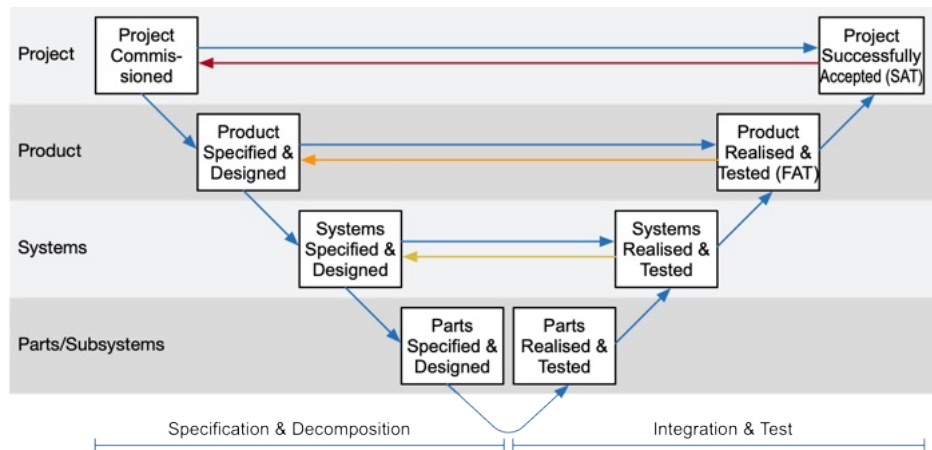 Project
Project
Commis-
sioned
Project
Successfully
Accepted (SAT)
Product
Product
Specified &
Designed
Product
Realised &
Tested (FAT)
Systems
Systems
Specified &
Designed
Systems
Realised &
Tested
Parts/Subsystems
Parts
Specified &
Designed
Parts
Realised &
Tested
Specification & Decomposition
Integration & Test